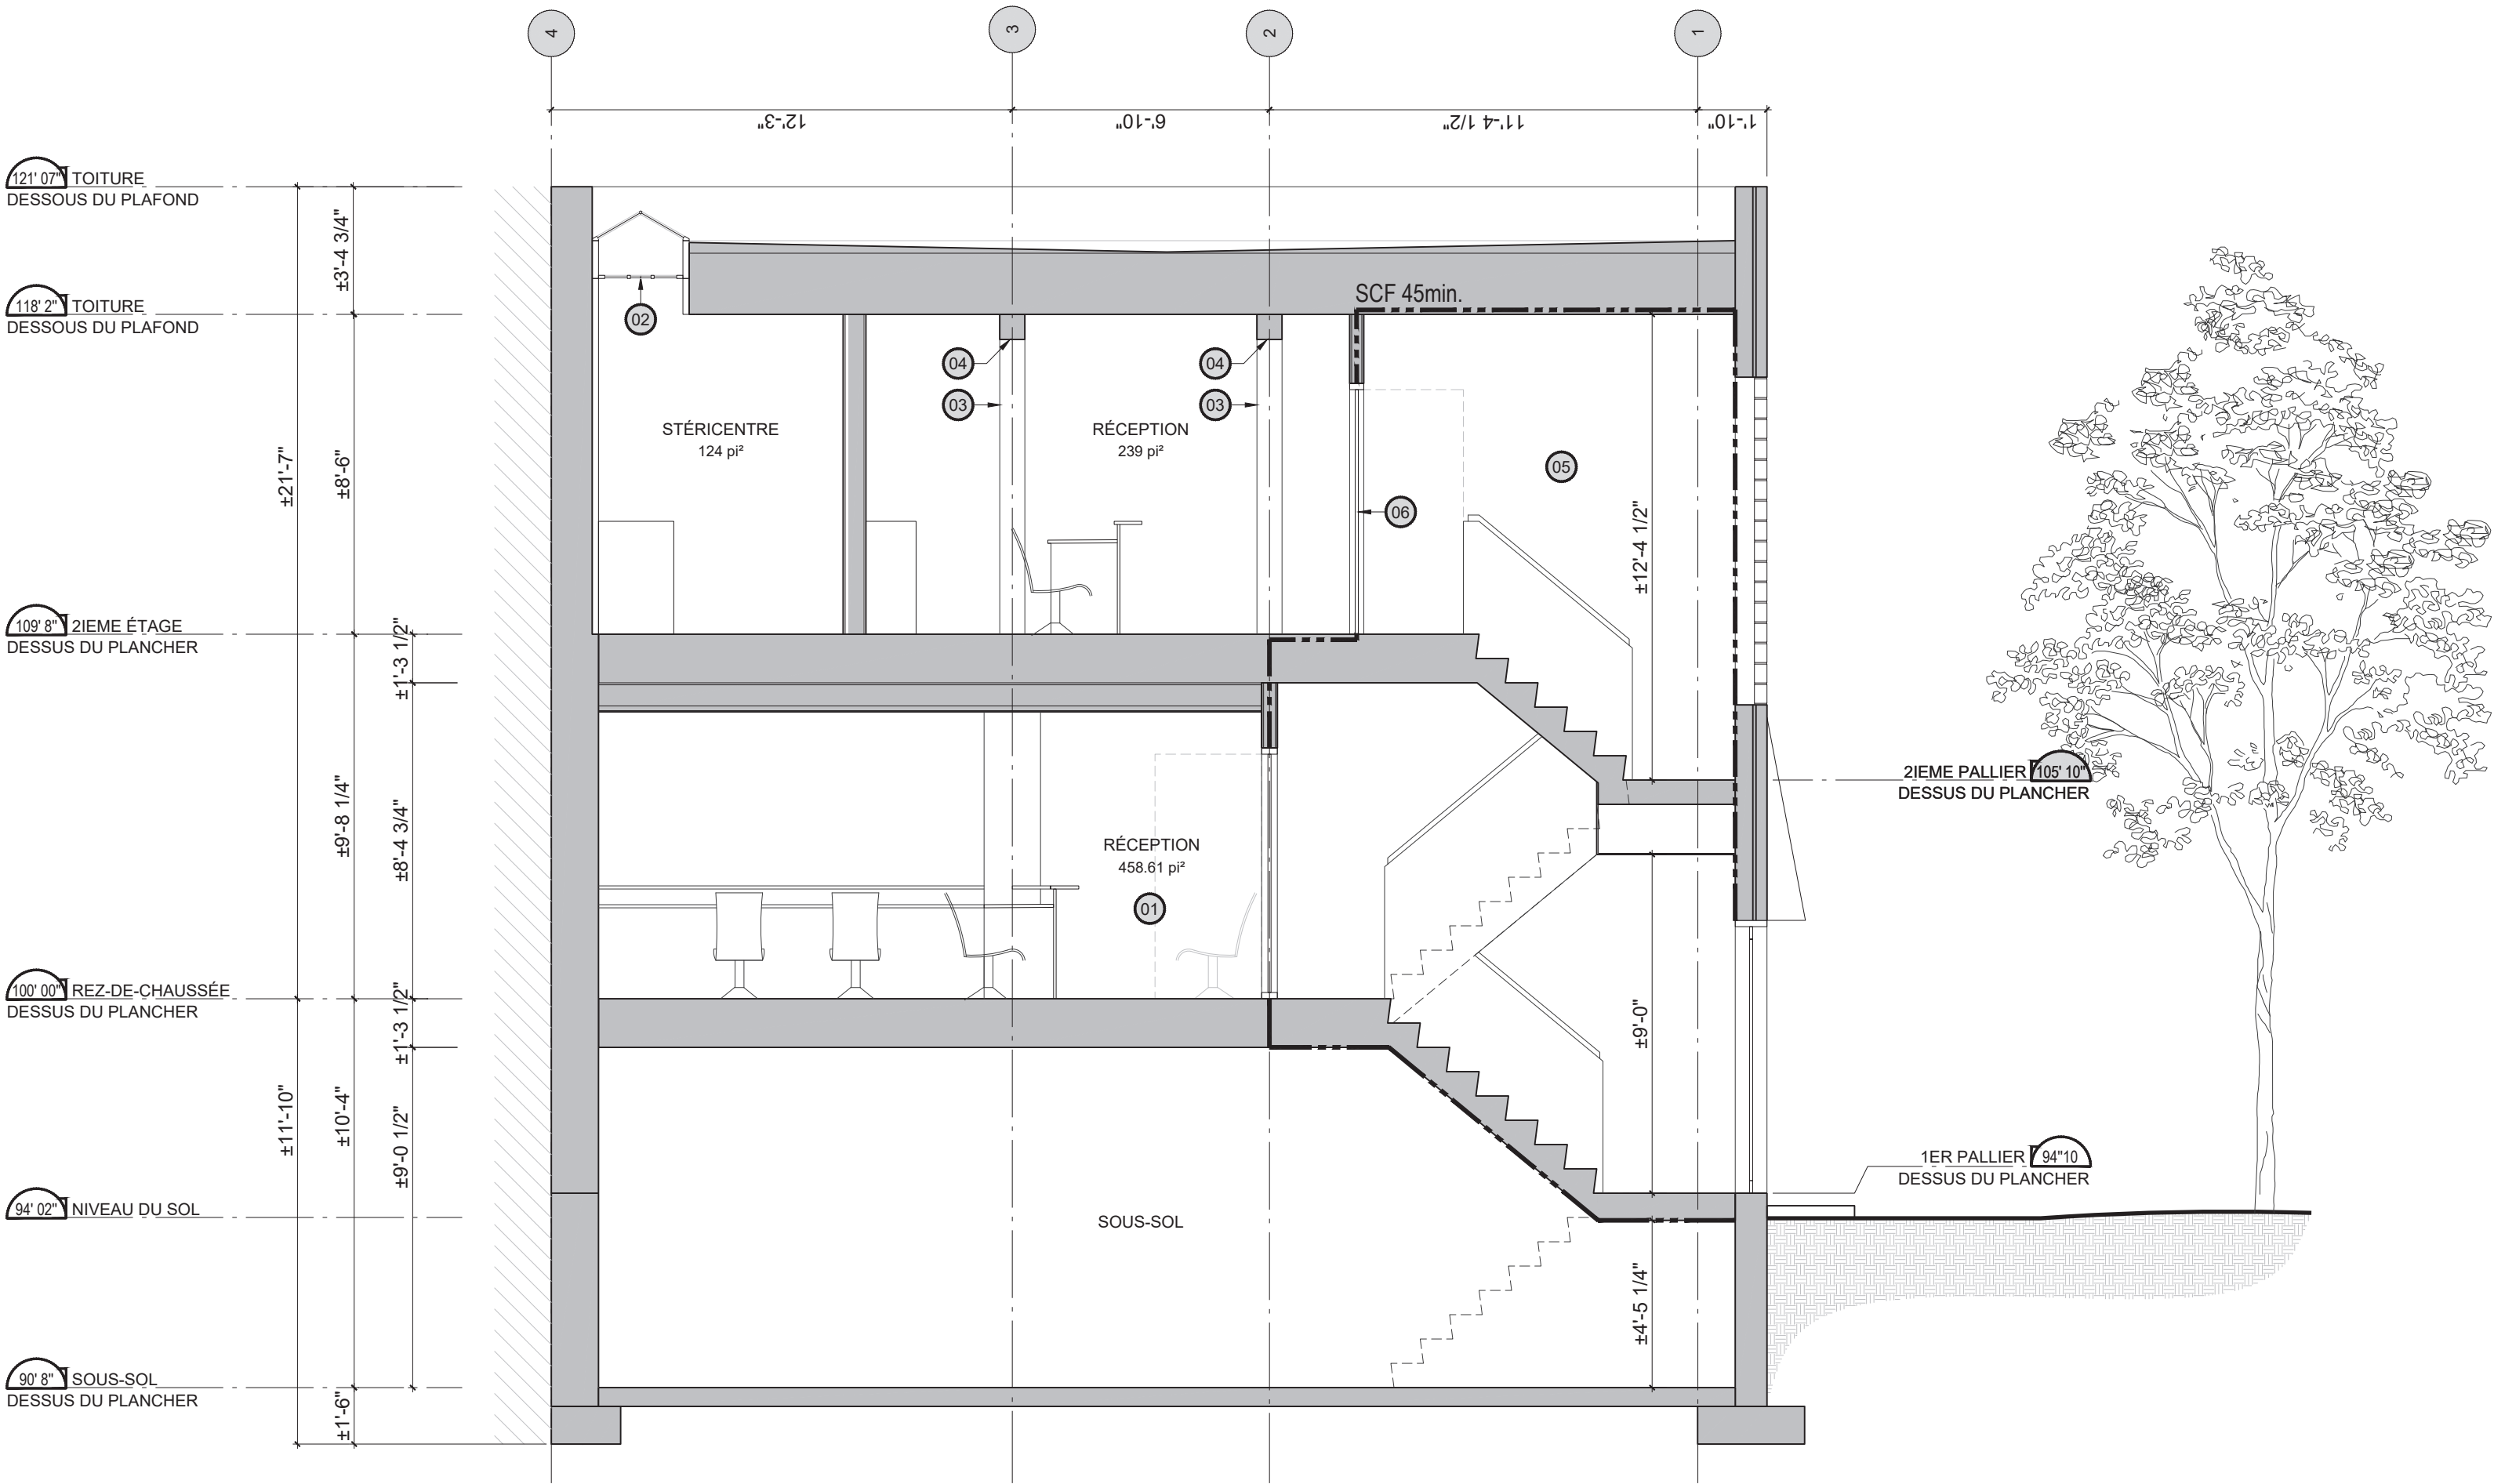 4
3
2
1
12'-3"
6'-10"
11'-4 1/2"
1'-10"
121' 07" TOITURE
DESSOUS DU PLAFOND
118' 2" TOITURE
DESSOUS DU PLAFOND
109' 8" 2IEME ÉTAGE
DESSUS DU PLANCHER
100' 00" REZ-DE-CHAUSSÉE
DESSUS DU PLANCHER
94' 02" NIVEAU DU SOL
90' 8" SOUS-SOL
DESSUS DU PLANCHER
±21'-7"
±11'-10"
±3'-4 3/4"
±8'-6"
±9'-8 1/4"
±10'-4"
±1'-6"
±1'-3 1/2"
±8'-4 3/4"
±1'-3 1/2"
±9'-0 1/2"
SCF 45min.
02
04
03
04
03
STÉRICENTRE
124 pi²
RÉCEPTION
239 pi²
05
06
±12'-4 1/2"
RÉCEPTION
458.61 pi²
01
±9'-0"
SOUS-SOL
±4'-5 1/4"
2IEME PALLIER 105' 10"
DESSUS DU PLANCHER
1ER PALLIER 94"10
DESSUS DU PLANCHER